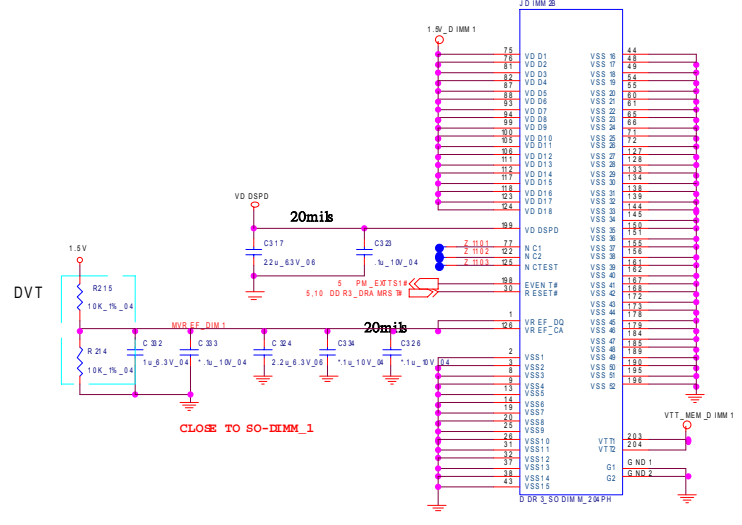 JDIMM2B
1.5V_DIMM1
75 VDD1
76 VDD2
81 VDD3
82 VDD4
87 VDD5
88 VDD6
93 VDD7
94 VDD8
99 VDD9
100 VDD10
105 VDD11
106 VDD12
111 VDD13
112 VDD14
117 VDD15
118 VDD16
123 VDD17
124 VDD18
199 VDDSPD
77 NC1
122 NC2
125 NCTEST
198 EVENT#
30 RESET#
1 VREF_DQ
126 VREF_CA
2 VSS1
3 VSS2
8 VSS3
9 VSS4
13 VSS5
14 VSS6
19 VSS7
20 VSS8
25 VSS9
26 VSS10
31 VSS11
32 VSS12
37 VSS13
38 VSS14
43 VSS15
VSS16 44
VSS17 48
VSS18 49
VSS19 54
VSS20 55
VSS21 60
VSS22 61
VSS23 65
VSS24 66
VSS25 71
VSS26 72
VSS27 127
VSS28 128
VSS29 133
VSS30 134
VSS31 138
VSS32 139
VSS33 144
VSS34 145
VSS35 150
VSS36 151
VSS37 155
VSS38 156
VSS39 161
VSS40 162
VSS41 167
VSS42 168
VSS43 172
VSS44 173
VSS45 178
VSS46 179
VSS47 184
VSS48 185
VSS49 189
VSS50 190
VSS51 195
VSS52 196
VTT_MEM_DIMM1
VTT1 203
VTT2 204
G1 GND1
G2 GND2
DDR3_SODIMM_204PH
VDDSPD
20mils
C317
22u_6.3V_06
C323
.1u_10V_04
Z1101
Z1102
Z1103
5 PM_EXTTS1#
5,10 DDR3_DRAMRST#
1.5V
DVT
R215
10K_1%_04
R214
10K_1%_04
MVREF_DIM1
20mils
C332
1u_6.3V_04
C333
*.1u_10V_04
C324
2.2u_6.3V_06
C334
*.1u_10V_04
C326
*.1u_10V_04
CLOSE TO SO-DIMM_1